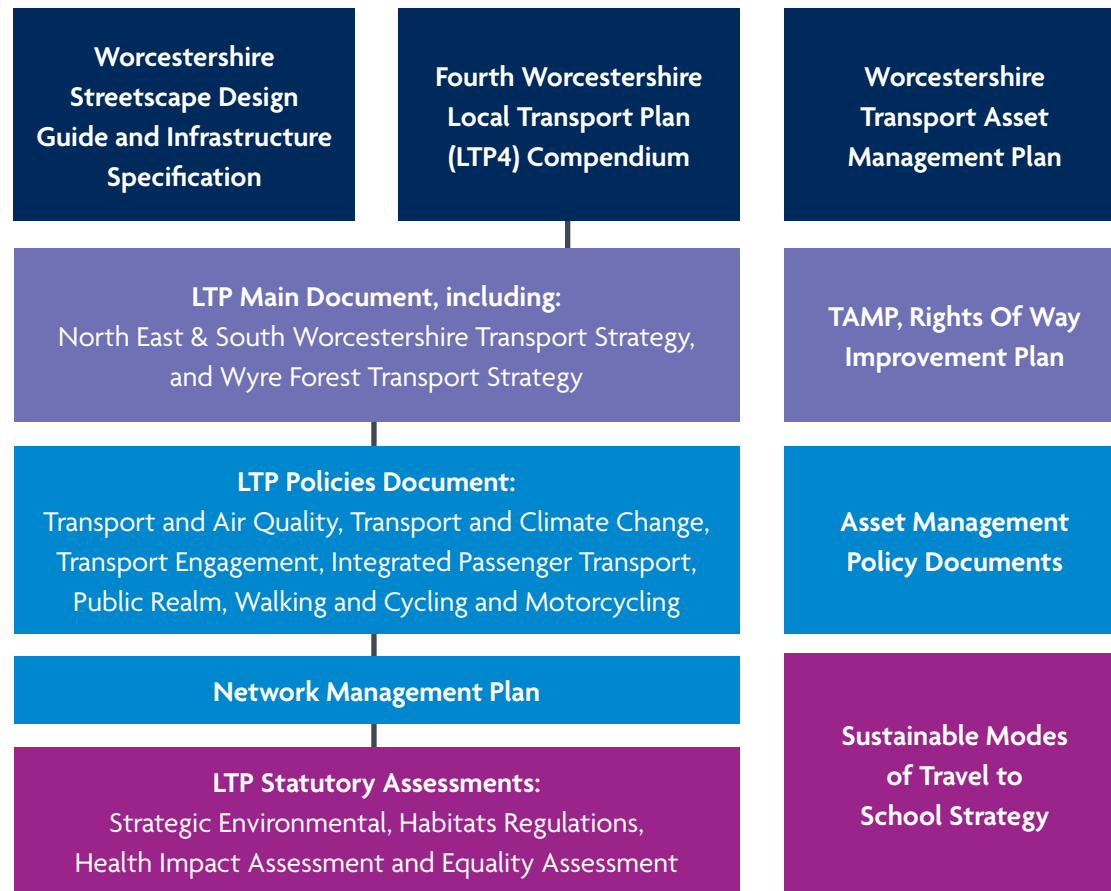 Worcestershire
Streetscape Design
Guide and Infrastructure
Specification
Fourth Worcestershire
Local Transport Plan
(LTP4) Compendium
Worcestershire
Transport Asset
Management Plan
LTP Main Document, including:
North East & South Worcestershire Transport Strategy,
and Wyre Forest Transport Strategy
TAMP, Rights Of Way
Improvement Plan
LTP Policies Document:
Transport and Air Quality, Transport and Climate Change,
Transport Engagement, Integrated Passenger Transport,
Public Realm, Walking and Cycling and Motorcycling
Asset Management
Policy Documents
Network Management Plan
LTP Statutory Assessments:
Strategic Environmental, Habitats Regulations,
Health Impact Assessment and Equality Assessment
Sustainable Modes
of Travel to
School Strategy